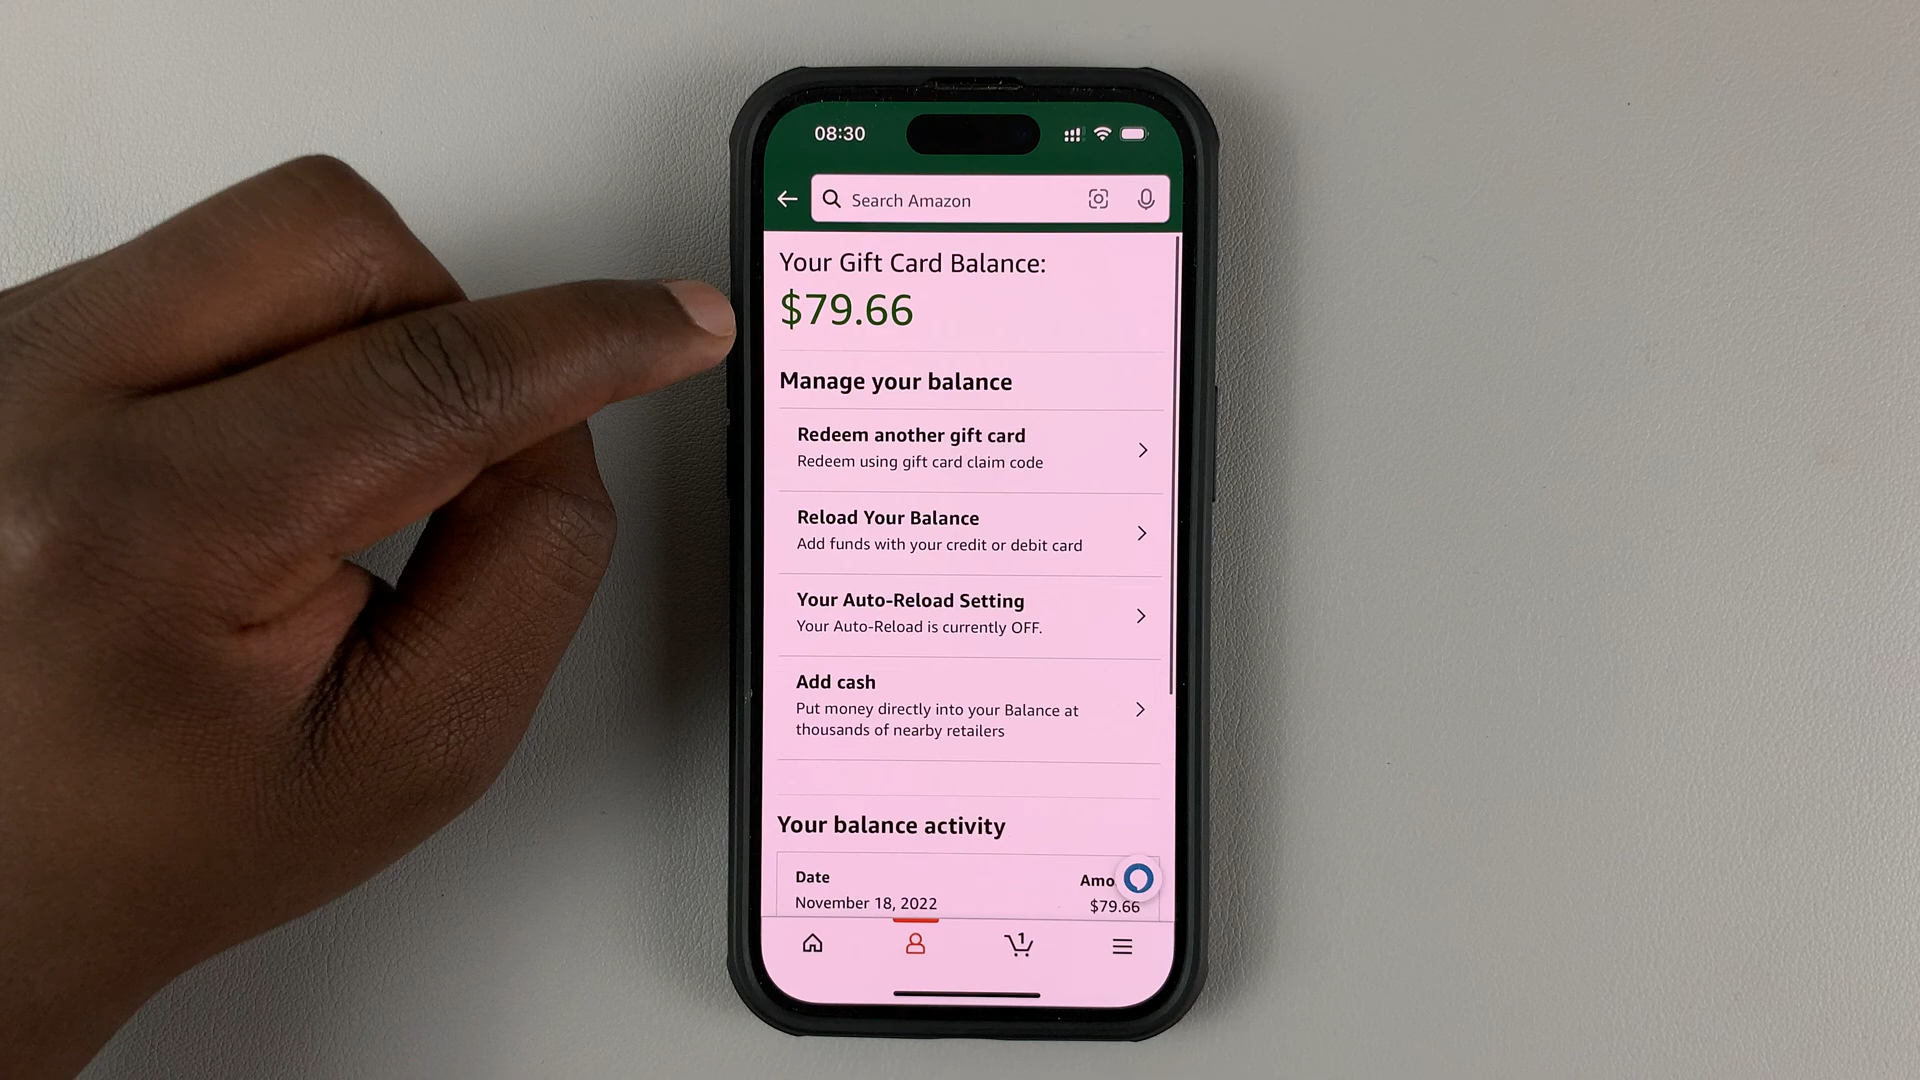 08:30
Search Amazon
Your Gift Card Balance:
$79.66
Manage your balance
Redeem another gift card
Redeem using gift card claim code
Reload Your Balance
Add funds with your credit or debit card
Your Auto-Reload Setting
Your Auto-Reload is currently OFF.
Add cash
Put money directly into your Balance at
thousands of nearby retailers
Your balance activity
Date Amo
November 18, 2022 $79.66
1